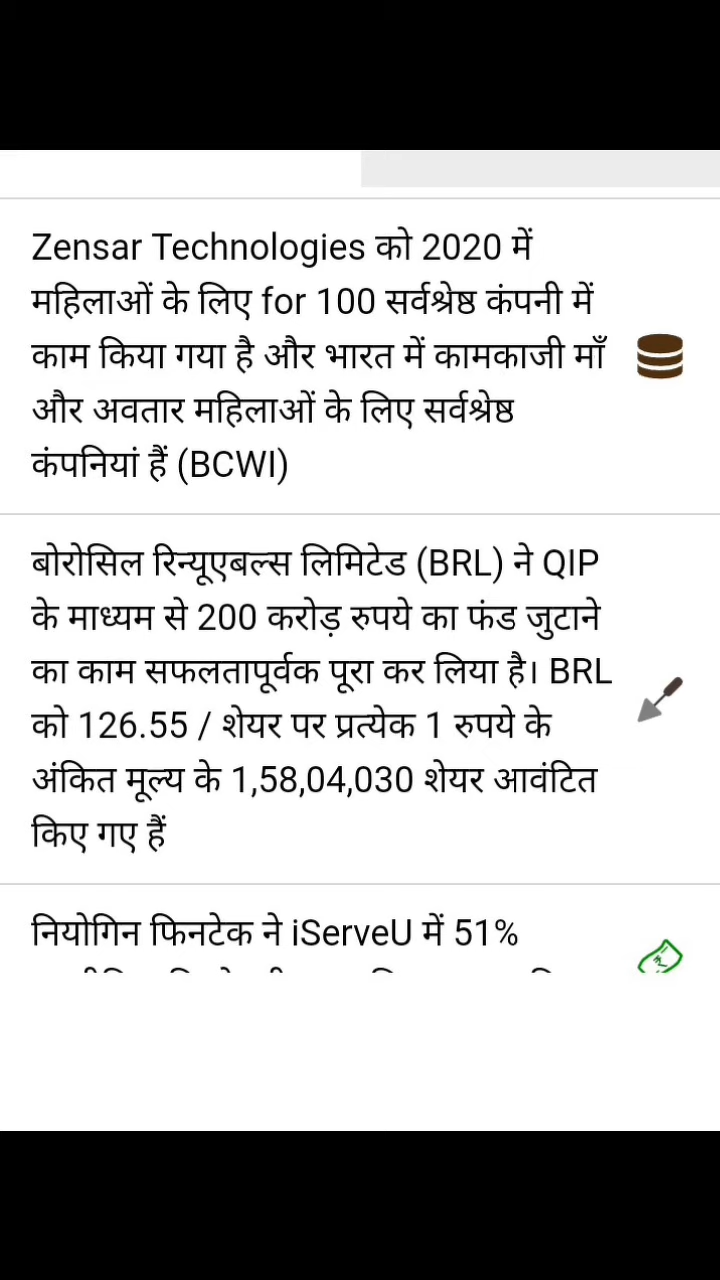 Zensar Technologies को 2020 में
महिलाओं के लिए for 100 सर्वश्रेष्ठ कंपनी में
काम किया गया है और भारत में कामकाजी माँ
और अवतार महिलाओं के लिए सर्वश्रेष्ठ
कंपनियां हैं (BCWI)
बोरोसिल रिन्यूएबल्स लिमिटेड (BRL) ने QIP
के माध्यम से 200 करोड़ रुपये का फंड जुटाने
का काम सफलतापूर्वक पूरा कर लिया है। BRL
को 126.55 / शेयर पर प्रत्येक 1 रुपये के
अंकित मूल्य के 1,58,04,030 शेयर आवंटित
किए गए हैं
नियोगिन फिनटेक ने iServeU में 51%